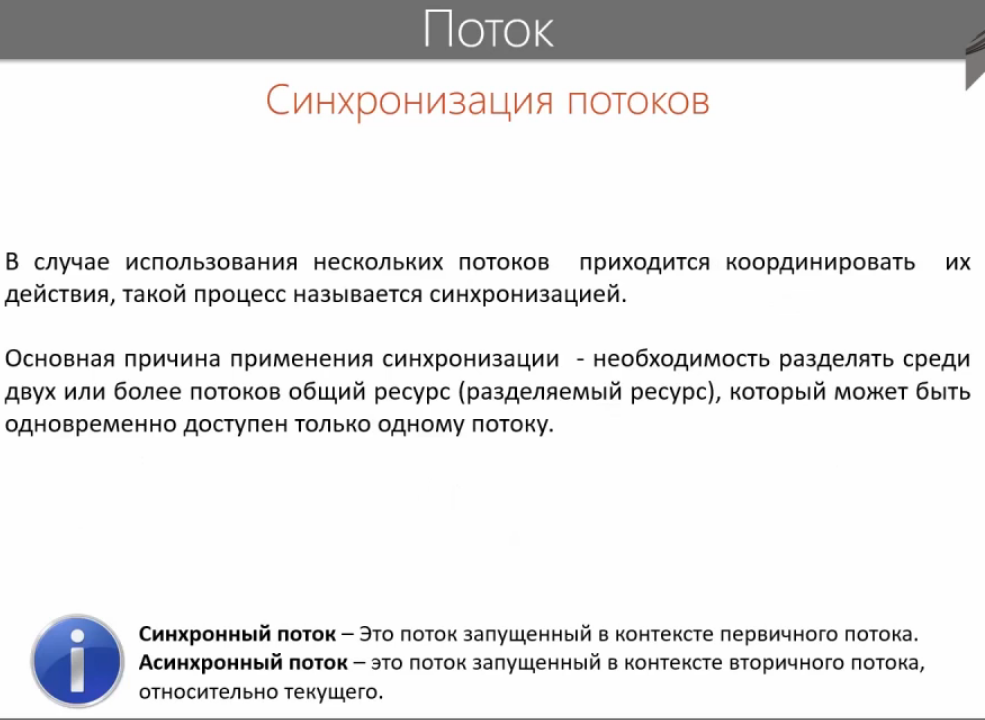 Поток
Синхронизация потоков
В случае использования нескольких потоков приходится координировать их
действия, такой процесс называется синхронизацией.
Основная причина применения синхронизации - необходимость разделять среди
двух или более потоков общий ресурс (разделяемый ресурс), который может быть
одновременно доступен только одному потоку.
Синхронный поток – Это поток запущенный в контексте первичного потока.
Асинхронный поток – это поток запущенный в контексте вторичного потока,
относительно текущего.